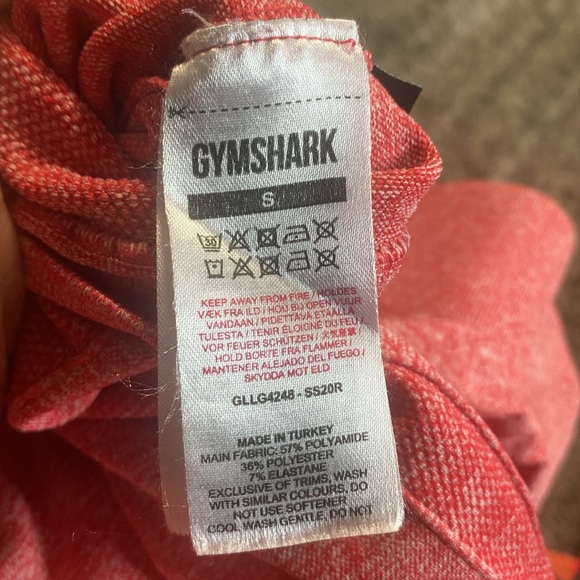 GYMSHARK
S
30
KEEP AWAY FROM FIRE / HOLDES
VÆK FRA ILD / HOU BIJ OPEN VUUR
VANDAAN / PIDETTÄVÄ ETÄÄLLÄ
TULESTA / TENIR ÉLOIGNÉ DU FEU /
VOR FEUER SCHÜTZEN /
HOLD BORTE FRA FLAMMER /
MANTENER ALEJADO DEL FUEGO /
SKYDDA MOT ELD
GLLG4248 - SS20R
MADE IN TURKEY
MAIN FABRIC: 57% POLYAMIDE
36% POLYESTER
7% ELASTANE
EXCLUSIVE OF TRIMS, WASH
WITH SIMILAR COLOURS, DO
NOT USE SOFTENER
COOL WASH GENTLE, DO NOT